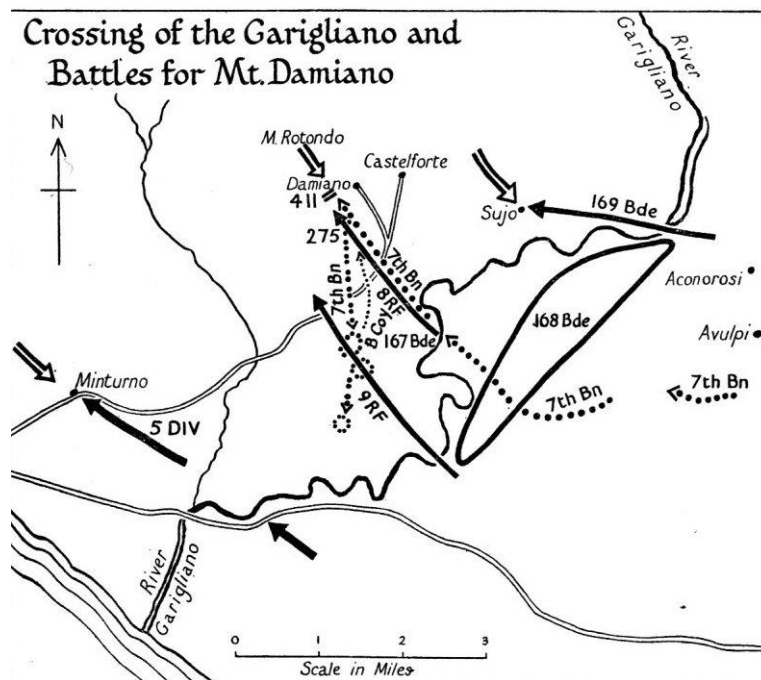 Crossing of the Garigliano and
Battles for Mt. Damiano
River
Garigliano
N
M. Rotondo
Castelforte
Damiano
411
Sujo
169 Bde
275
7th Bn
7th Bn
8 RF
B Coy
167 Bde
168 Bde
Aconorosi
Avulpi
Minturno
7th Bn
7th Bn
9 RF
5 DIV
River
Garigliano
0 1 2 3
Scale in Miles